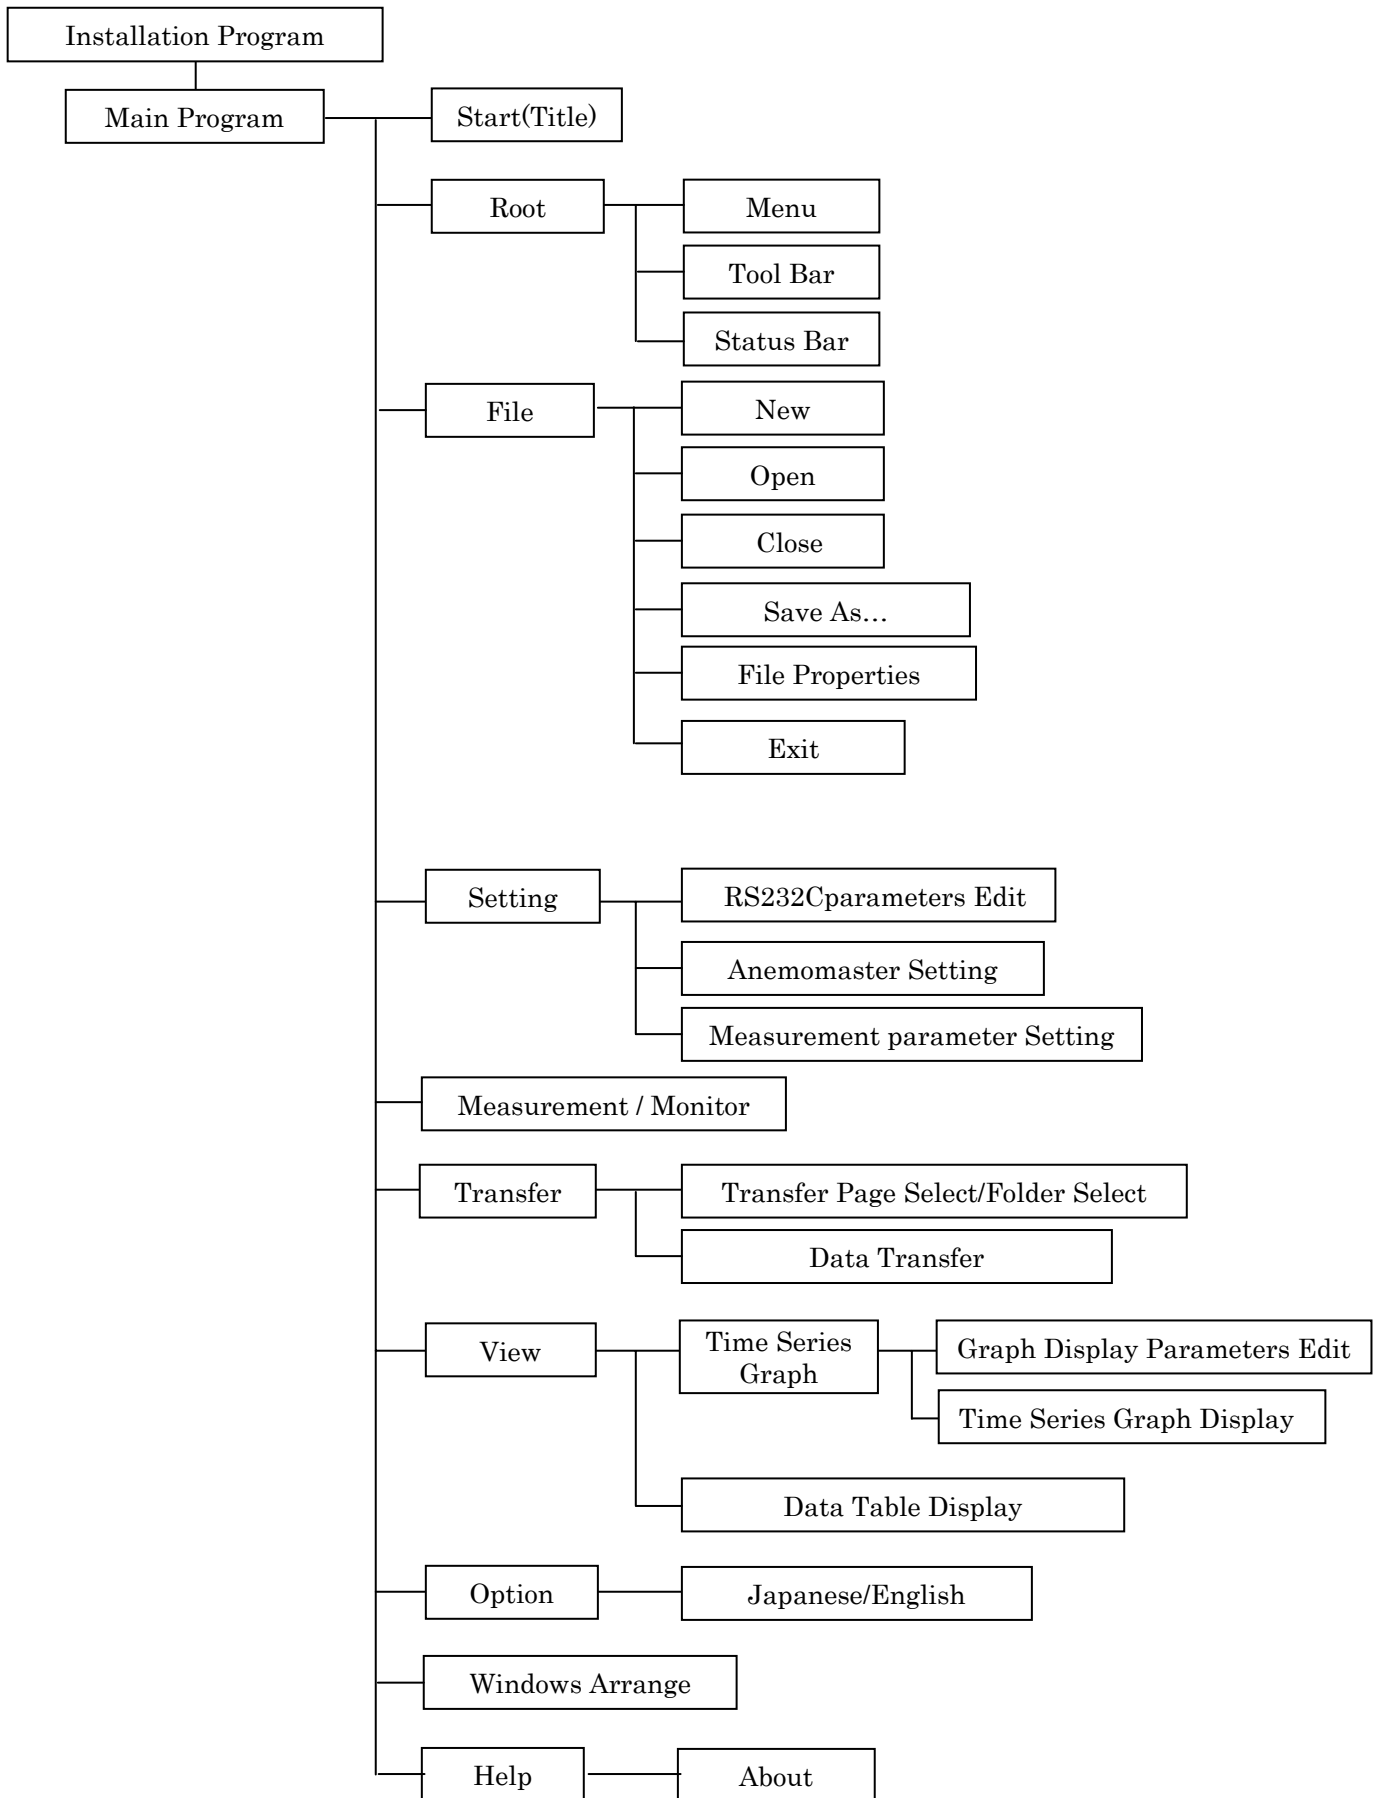 Installation Program
Main Program
Start(Title)
Root
Menu
Tool Bar
Status Bar
File
New
Open
Close
Save As…
File Properties
Exit
Setting
RS232Cparameters Edit
Anemomaster Setting
Measurement parameter Setting
Measurement / Monitor
Transfer
Transfer Page Select/Folder Select
Data Transfer
View
Time Series
Graph
Graph Display Parameters Edit
Time Series Graph Display
Data Table Display
Option
Japanese/English
Windows Arrange
Help
About